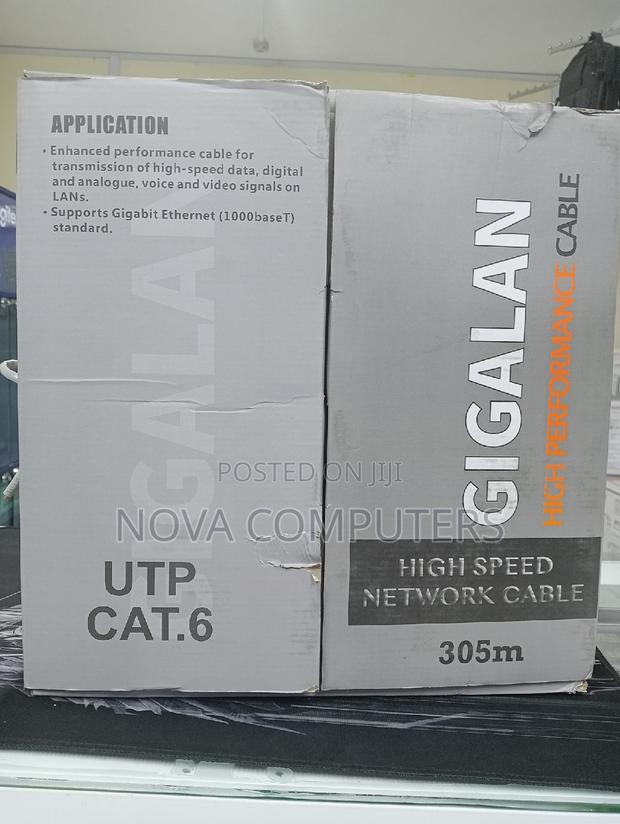 APPLICATION
• Enhanced performance cable for
transmission of high-speed data, digital
and analogue, voice and video signals on
LANs.
• Supports Gigabit Ethernet (1000baseT)
standard.
GIGALAN
UTP
CAT.6
GIGALAN
HIGH PERFORMANCE CABLE
HIGH SPEED
NETWORK CABLE
305m
POSTED ON JIJI
NOVA COMPUTERS